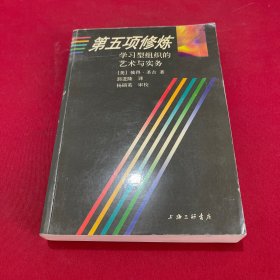 第五项修炼
学习型组织的
艺术与实务
[美] 彼得·圣吉 著
郭进隆 译
杨硕英 审校
上海三联书店